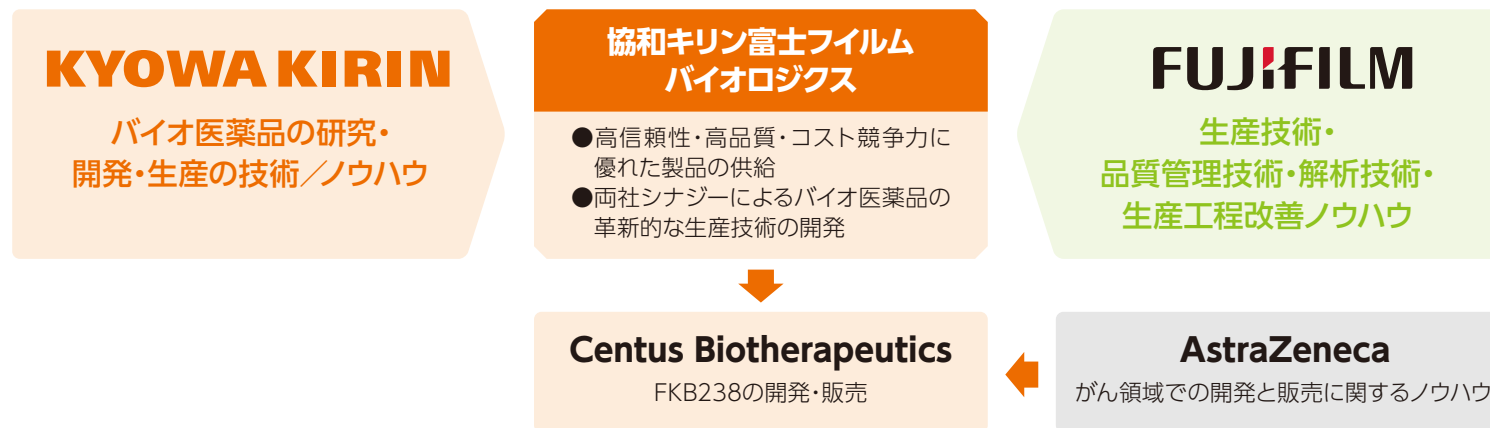 KYOWA KIRIN
バイオ医薬品の研究・
開発・生産の技術／ノウハウ
協和キリン富士フイルム
バイオロジクス
●高信頼性・高品質・コスト競争力に
優れた製品の供給
●両社シナジーによるバイオ医薬品の
革新的な生産技術の開発
FUJIFILM
生産技術・
品質管理技術・解析技術・
生産工程改善ノウハウ
Centus Biotherapeutics
FKB238の開発・販売
AstraZeneca
がん領域での開発と販売に関するノウハウ